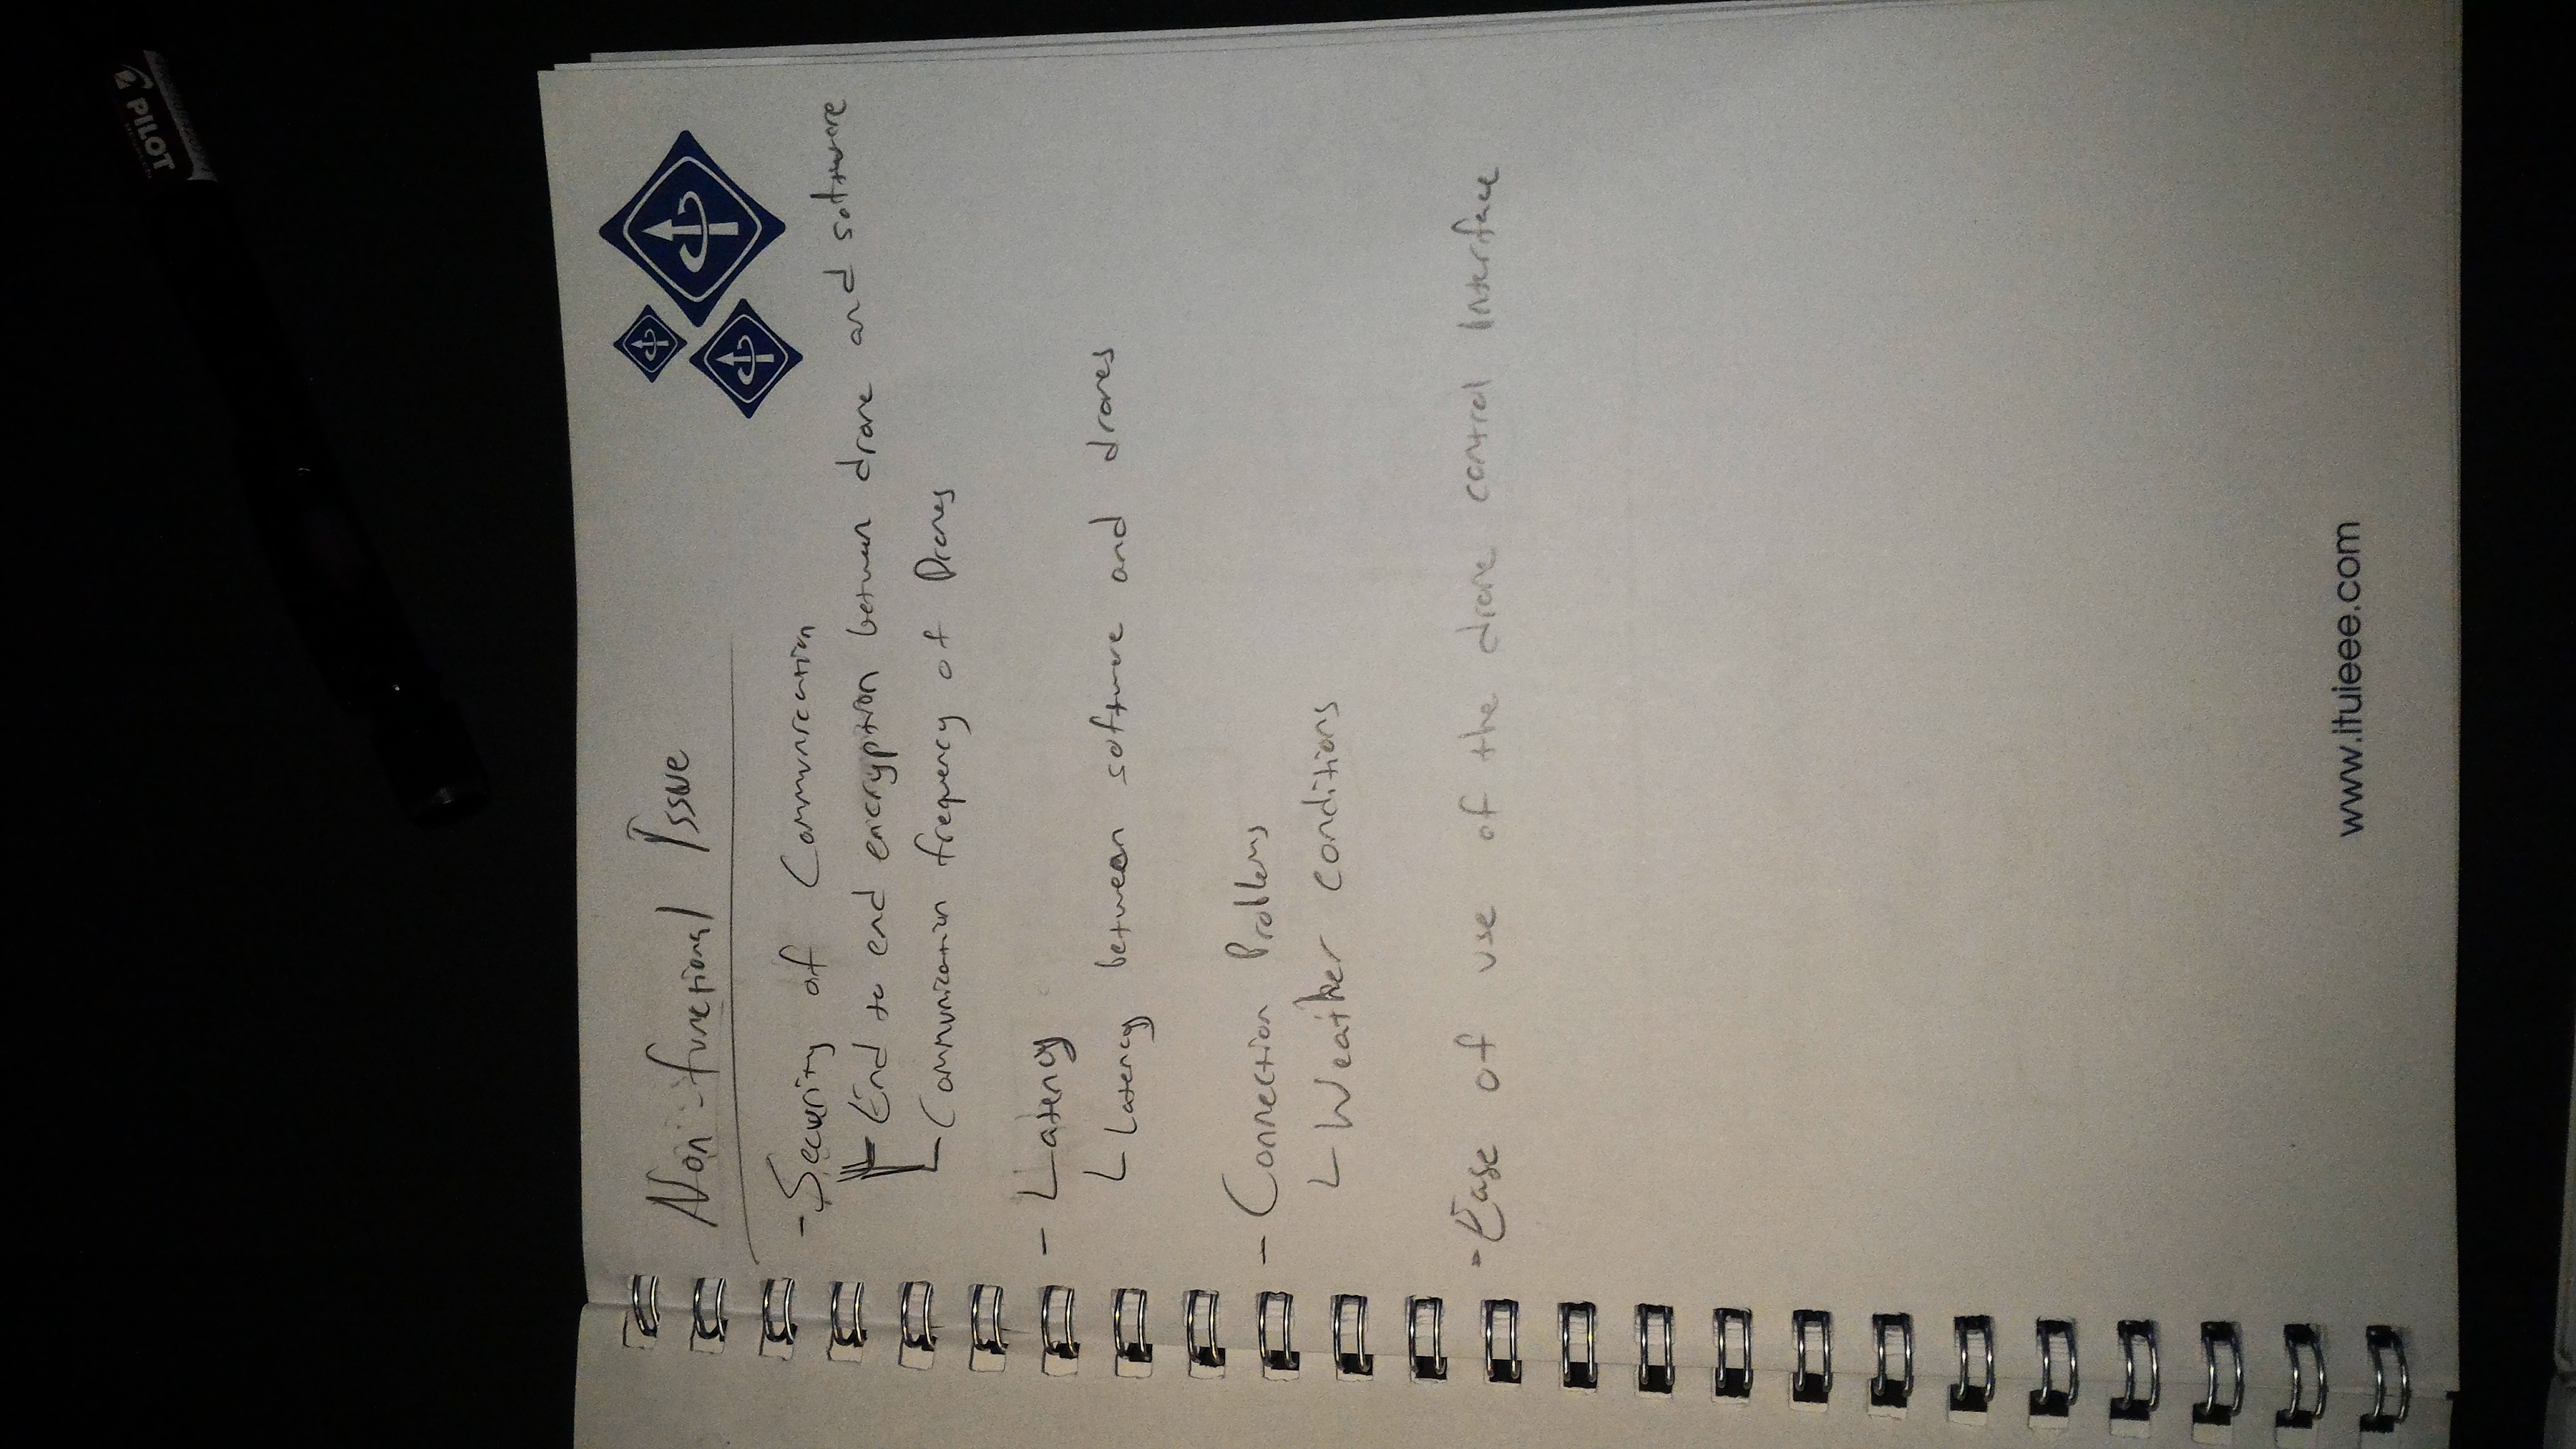 PILOT
Non-functional Issue
- Security of Communication
End to end encryption between drone and software
Communication frequency of Drones
- Latency
Latency between software and drones
- Connection Problems
Weather conditions
- Ease of use of the drone control Interface
www.ituieee.com